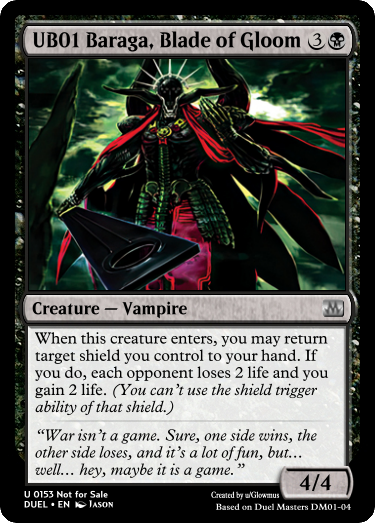 UB01 Baraga, Blade of Gloom 3
Creature — Vampire
When this creature enters, you may return
target shield you control to your hand. If
you do, each opponent loses 2 life and you
gain 2 life. (You can't use the shield trigger
ability of that shield.)
“War isn't a game. Sure, one side wins, the
other side loses, and it's a lot of fun, but…
well… hey, maybe it is a game.”
4/4
U 0153 Not for Sale
DUEL • EN Jason
Created by u/Glowmus
Based on Duel Masters DM01-04